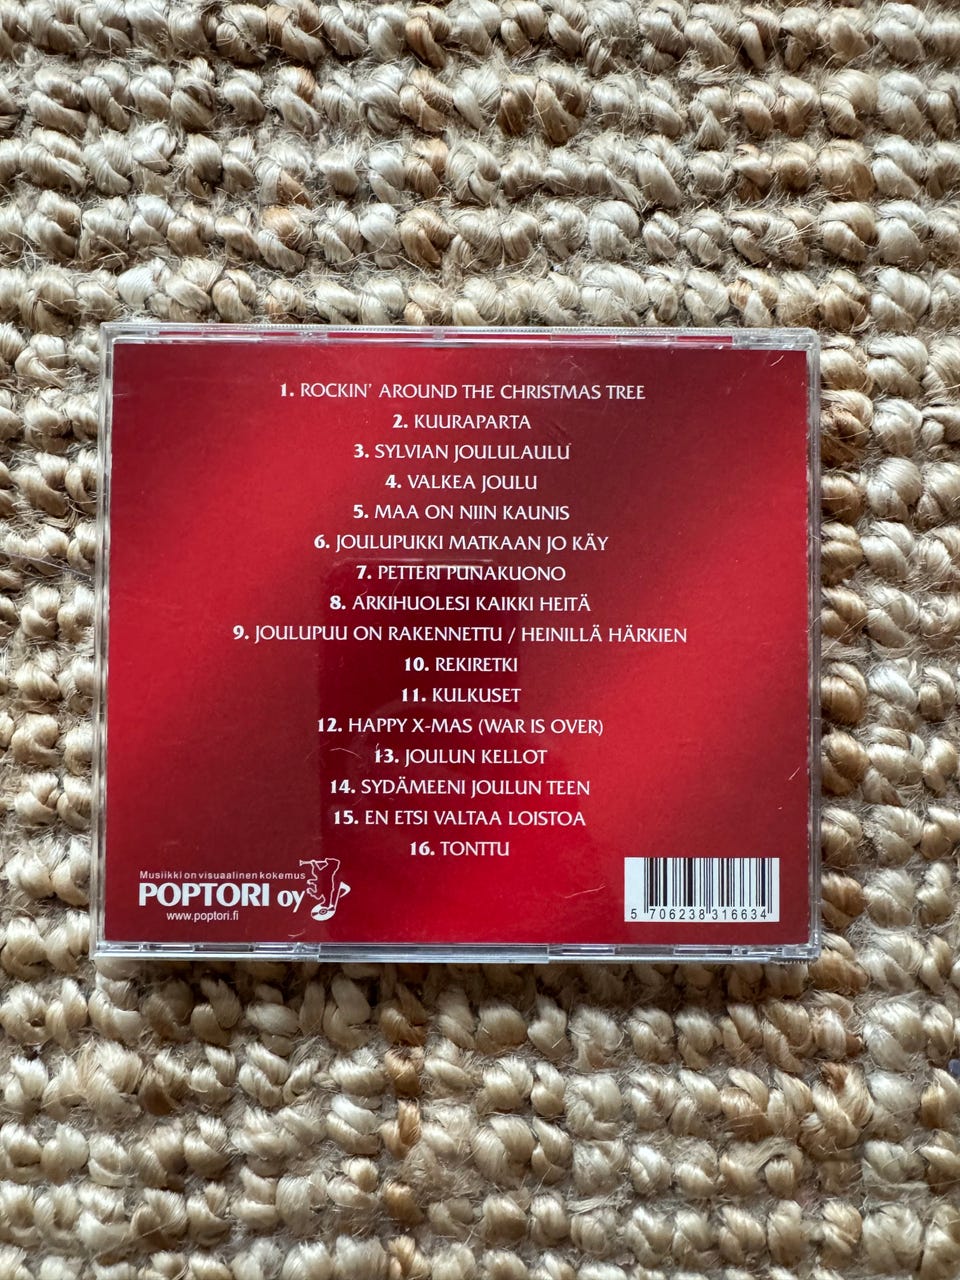 1. ROCKIN' AROUND THE CHRISTMAS TREE
2. KUURAPARTA
3. SYLVIAN JOULULAULU
4. VALKEA JOULU
5. MAA ON NIIN KAUNIS
6. JOULUPUKKI MATKAAN JO KÄY
7. PETTERI PUNAKUONO
8. ARKIHUOLESI KAIKKI HEITÄ
9. JOULUPUU ON RAKENNETTU / HEINILLÄ HÄRKIEN
10. REKIRETKI
11. KULKUSET
12. HAPPY X-MAS (WAR IS OVER)
13. JOULUN KELLOT
14. SYDÄMEENI JOULUN TEEN
15. EN ETSI VALTAA LOISTOA
16. TONTTU
Musiikki on visuaalinen kokemus
POPTORI oy
www.poptori.fi
5 706238 316634